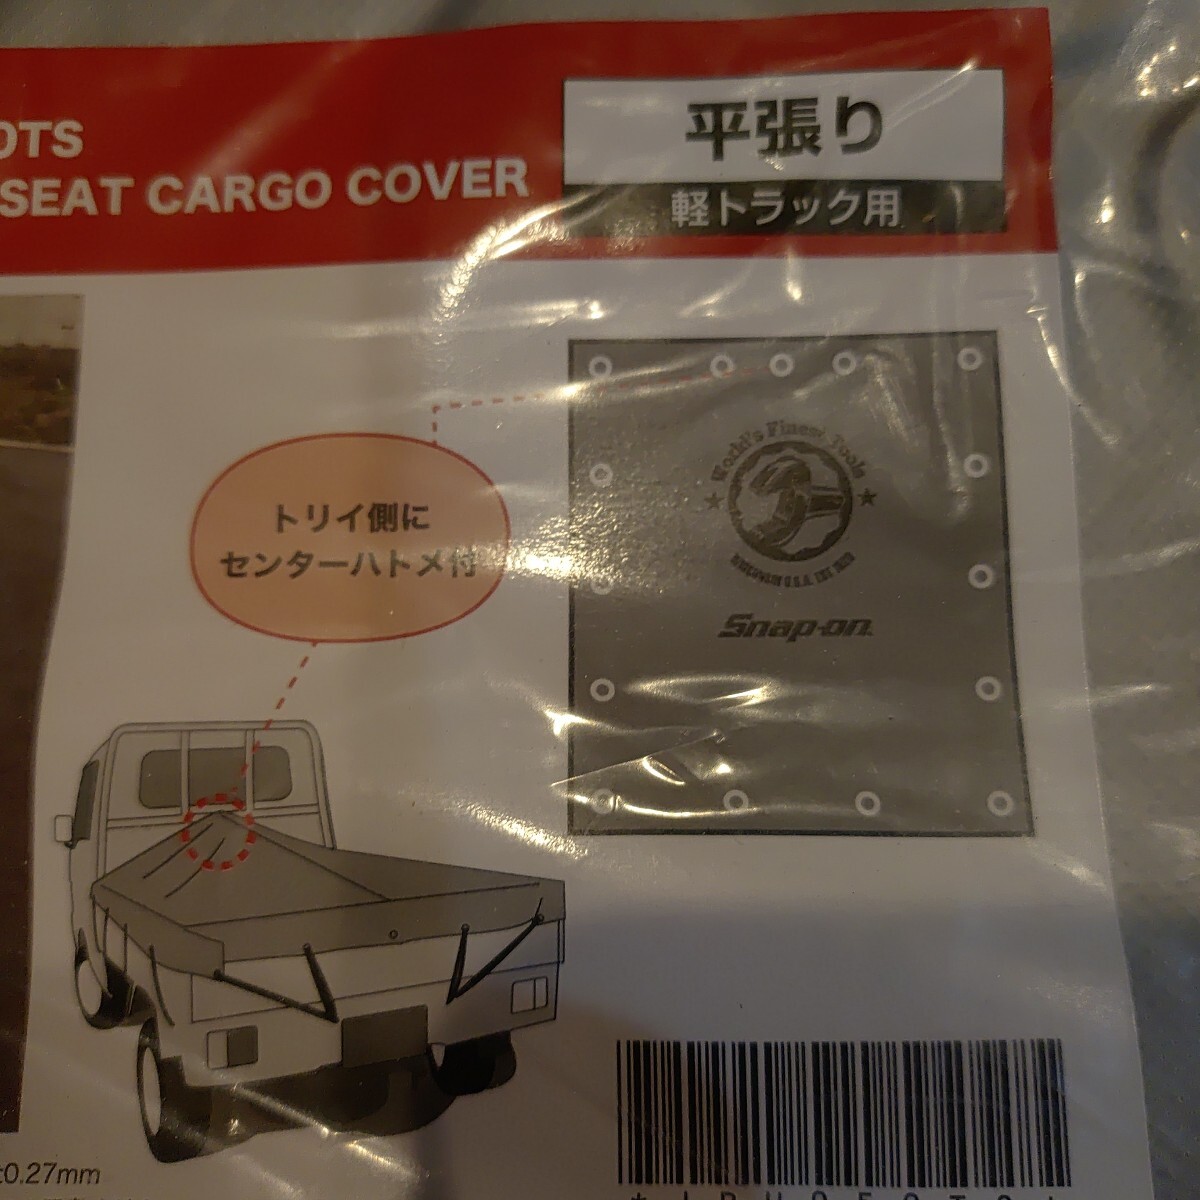 OTS
SEAT CARGO COVER
平張り
軽トラック用
トリイ側に
センターハトメ付
World's Finest Tools
Snap-on
t0.27mm